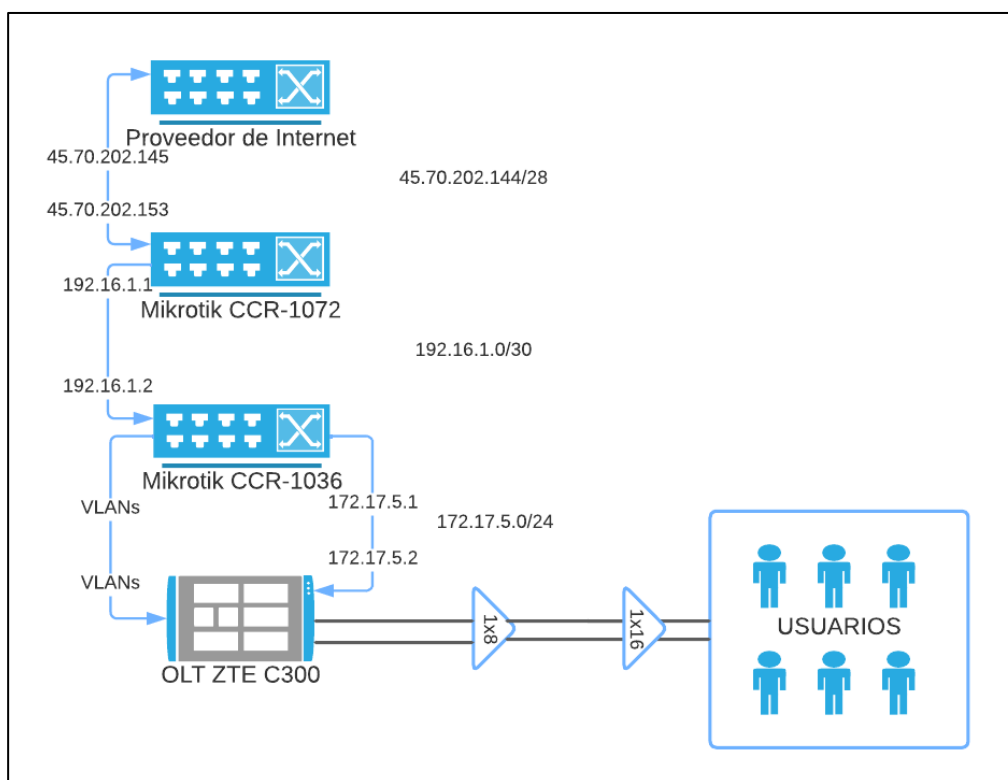 Proveedor de Internet
45.70.202.145
45.70.202.144/28
45.70.202.153
192.16.1.1
Mikrotik CCR-1072
192.16.1.0/30
192.16.1.2
Mikrotik CCR-1036
VLANs
172.17.5.1
172.17.5.0/24
172.17.5.2
VLANs
OLT ZTE C300
1x8
1x16
USUARIOS